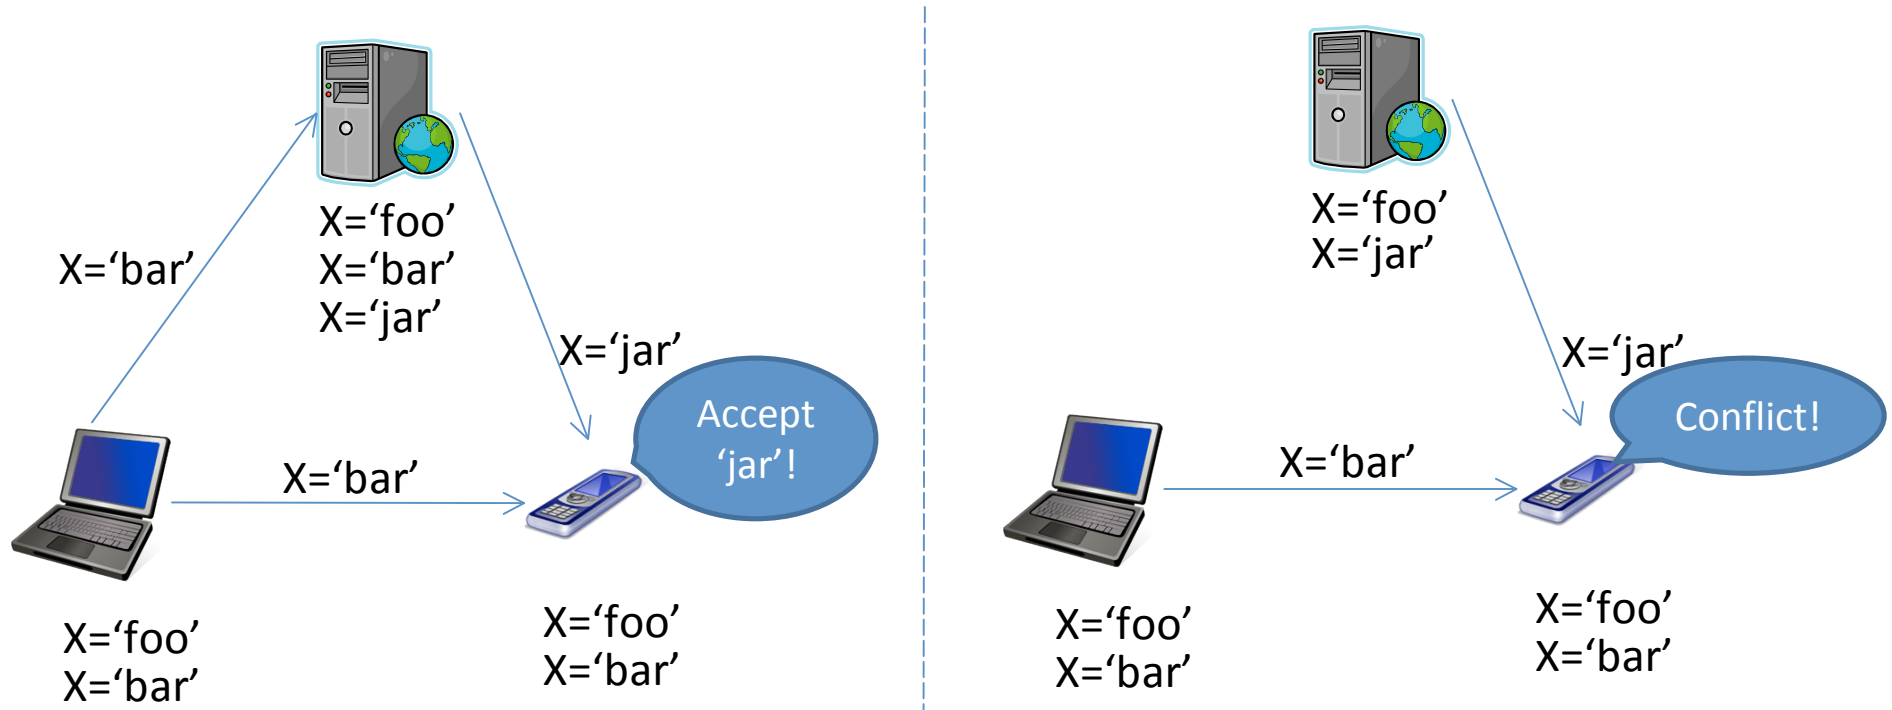 X=‘foo’
X=‘bar’
X=‘jar’
X=‘bar’
X=‘jar’
Accept
‘jar’!
X=‘bar’
X=‘foo’
X=‘bar’
X=‘foo’
X=‘bar’
X=‘foo’
X=‘jar’
X=‘jar’
Conflict!
X=‘bar’
X=‘foo’
X=‘bar’
X=‘foo’
X=‘bar’